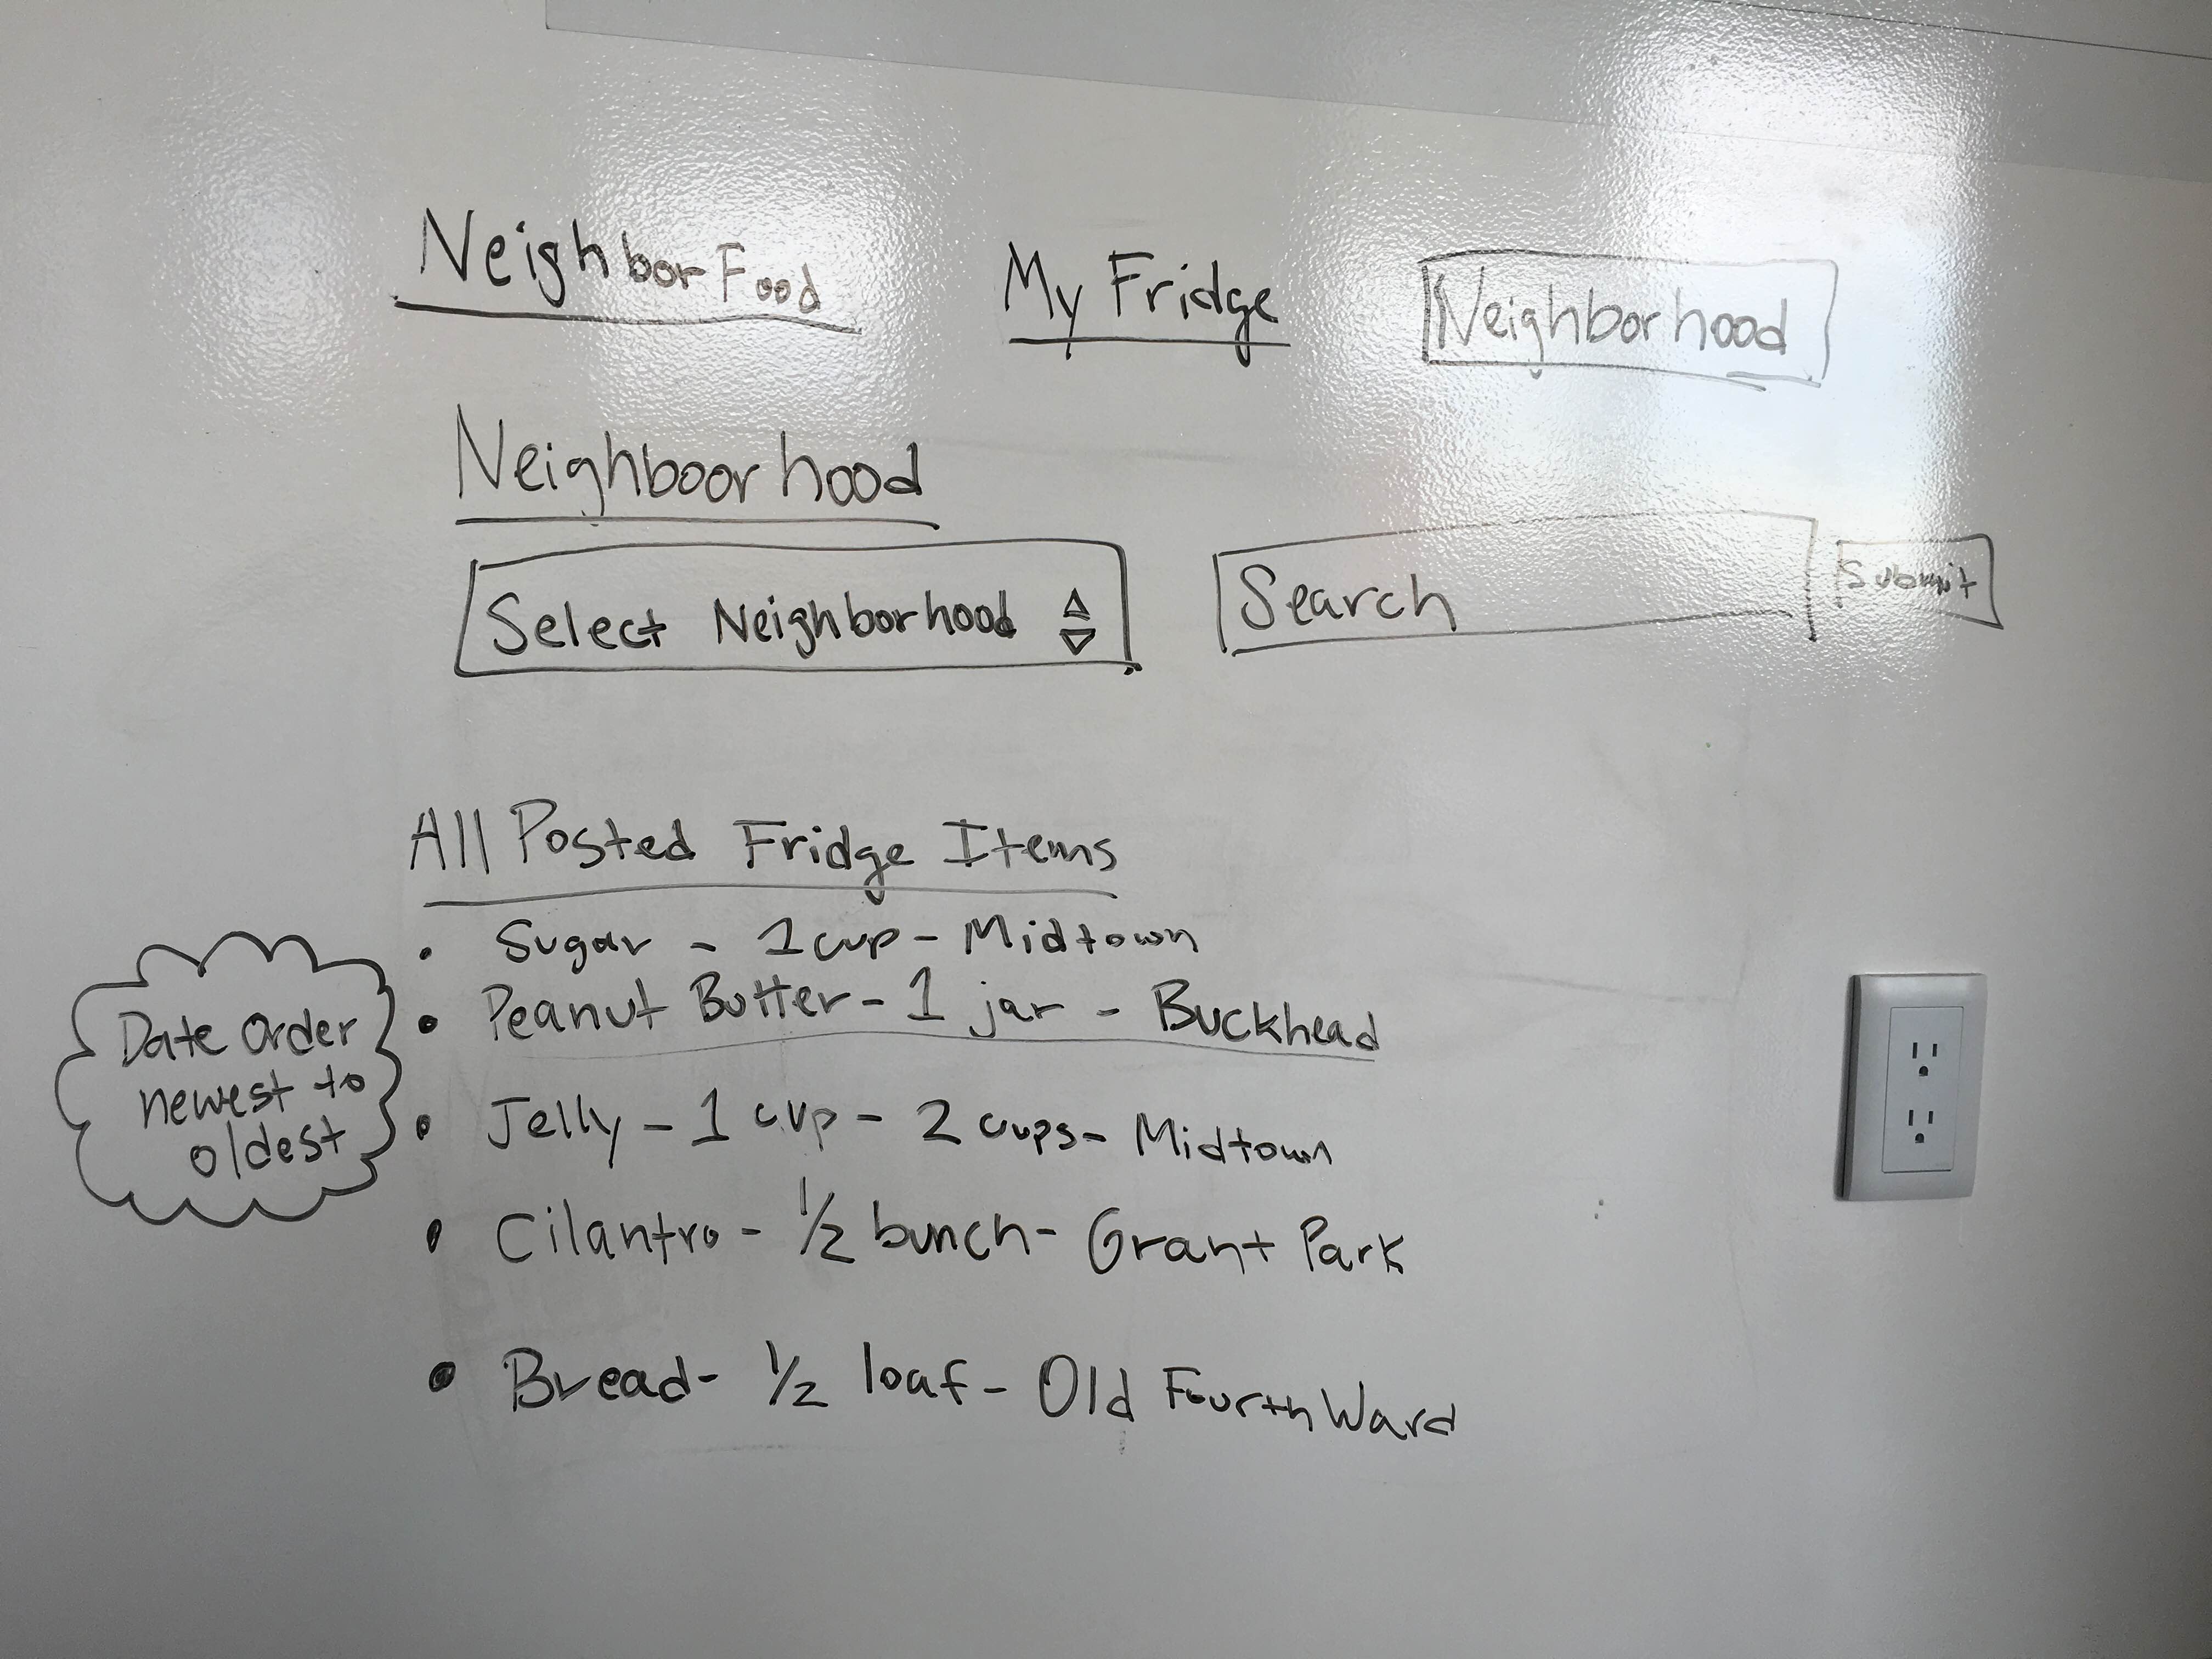 NeighborFood My Fridge Neighborhood
Neighboorhood
Select Neighborhood Search Submit
All Posted Fridge Items
• Sugar - 1 cup - Midtown
• Peanut Butter - 1 jar - Buckhead
• Jelly - 1 cup - 2 cups - Midtown
• Cilantro - 1/2 bunch - Grant Park
• Bread - 1/2 loaf - Old Fourth Ward
Date Order
newest to
oldest